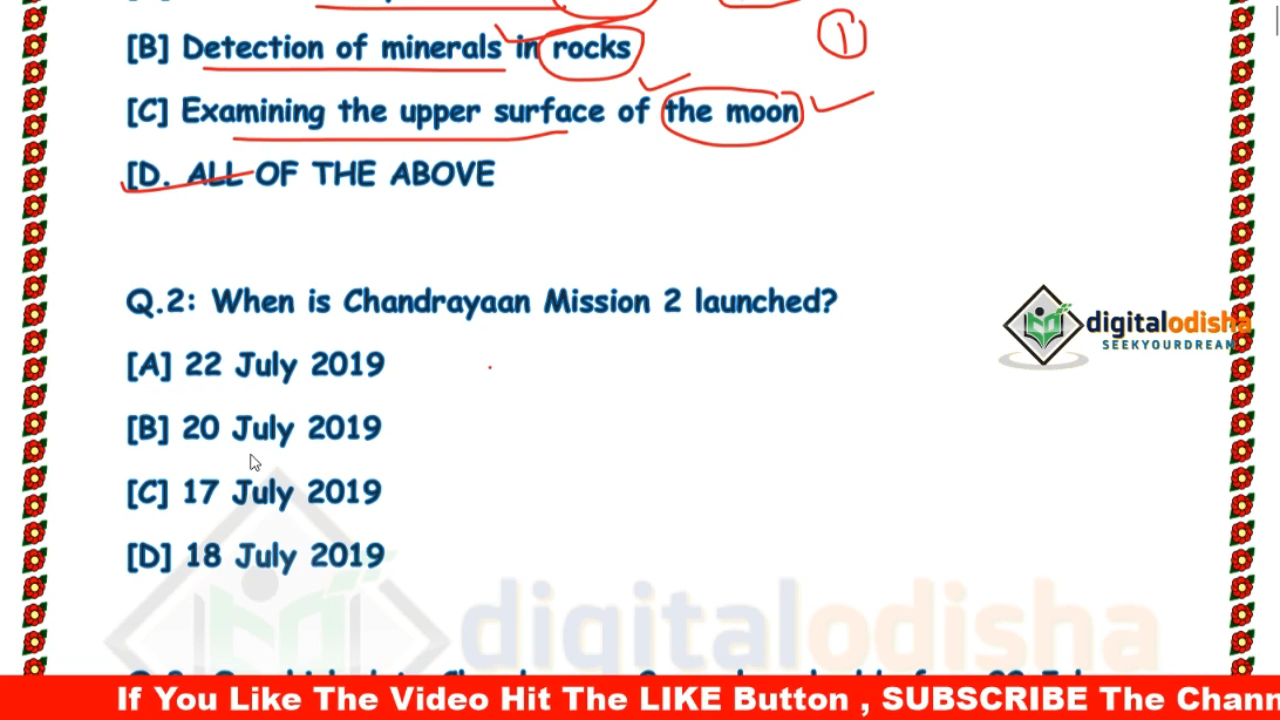 [B] Detection of minerals in rocks
1
[C] Examining the upper surface of the moon
[D. ALL OF THE ABOVE
Q.2: When is Chandrayaan Mission 2 launched?
[A] 22 July 2019
digitalodisha
SEEKYOURDREAM
[B] 20 July 2019
[C] 17 July 2019
[D] 18 July 2019
digitalodisha
If You Like The Video Hit The LIKE Button , SUBSCRIBE The Chann